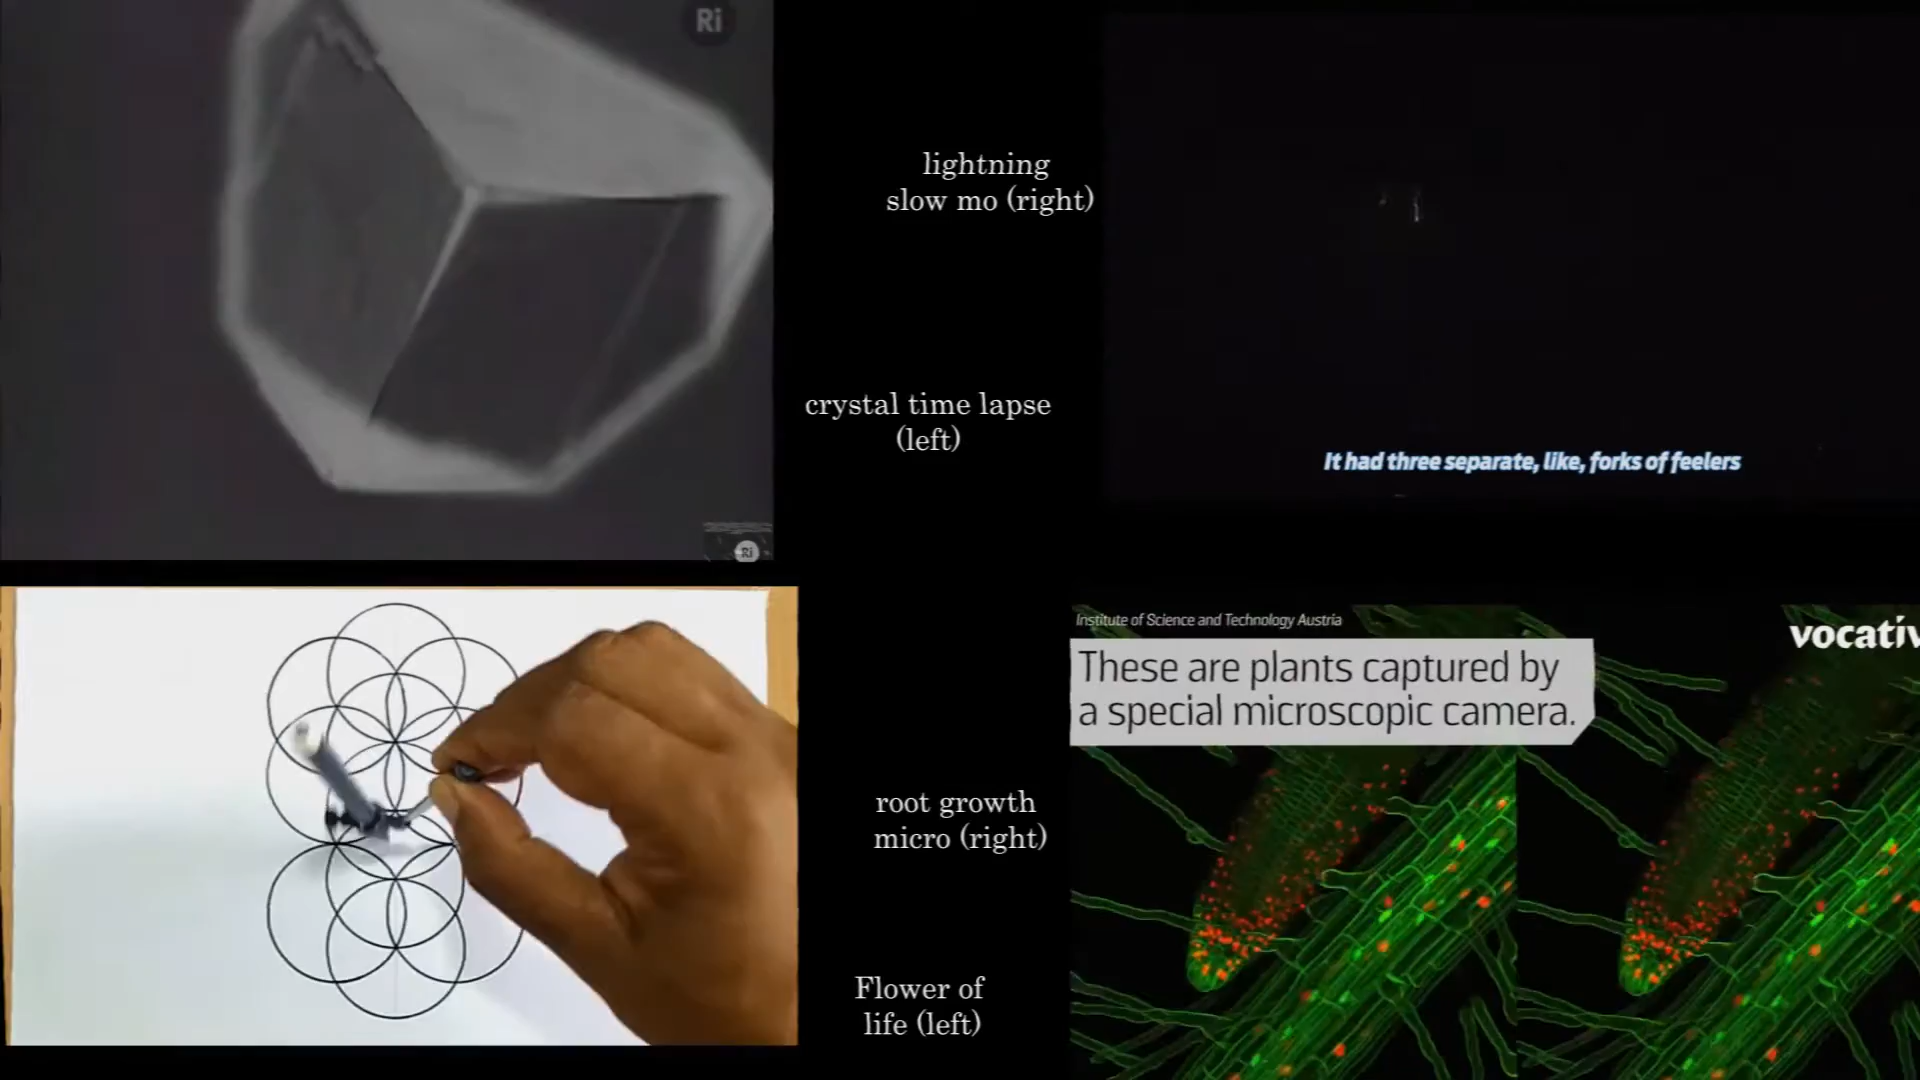 Ri
lightning
slow mo (right)
crystal time lapse
(left)
It had three separate, like, forks of feelers
Ri
Institute of Science and Technology Austria
vocativ
These are plants captured by
a special microscopic camera.
root growth
micro (right)
Flower of
life (left)